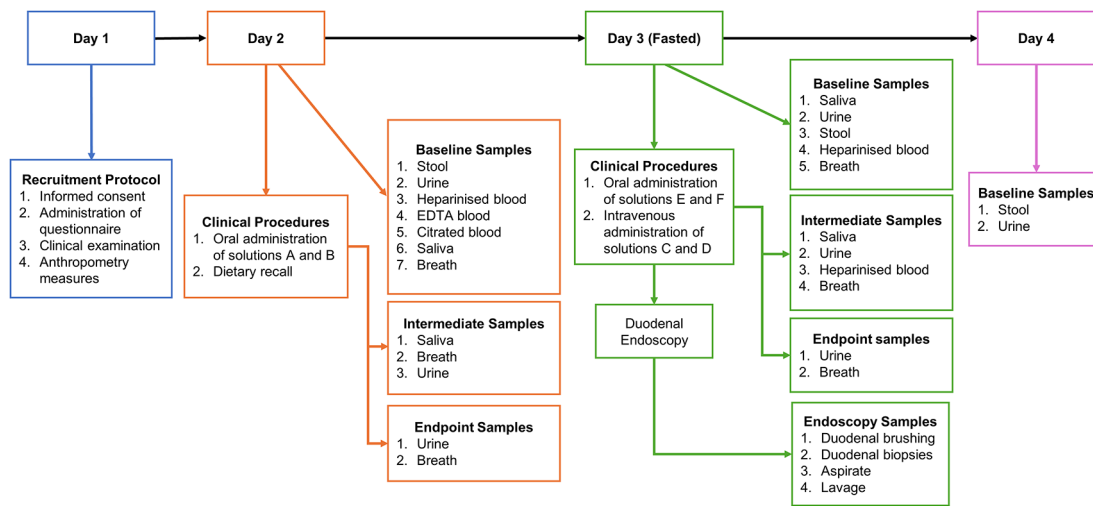 Day 1
Day 2
Day 3 (Fasted)
Day 4
Recruitment Protocol
1. Informed consent
2. Administration of
questionnaire
3. Clinical examination
4. Anthropometry
measures
Clinical Procedures
1. Oral administration
of solutions A and B
2. Dietary recall
Baseline Samples
1. Stool
2. Urine
3. Heparinised blood
4. EDTA blood
5. Citrated blood
6. Saliva
7. Breath
Intermediate Samples
1. Saliva
2. Breath
3. Urine
Endpoint Samples
1. Urine
2. Breath
Clinical Procedures
1. Oral administration
of solutions E and F
2. Intravenous
administration of
solutions C and D
Duodenal
Endoscopy
Baseline Samples
1. Saliva
2. Urine
3. Stool
4. Heparinised blood
5. Breath
Intermediate Samples
1. Saliva
2. Urine
3. Heparinised blood
4. Breath
Endpoint samples
1. Urine
2. Breath
Endoscopy Samples
1. Duodenal brushing
2. Duodenal biopsies
3. Aspirate
4. Lavage
Baseline Samples
1. Stool
2. Urine